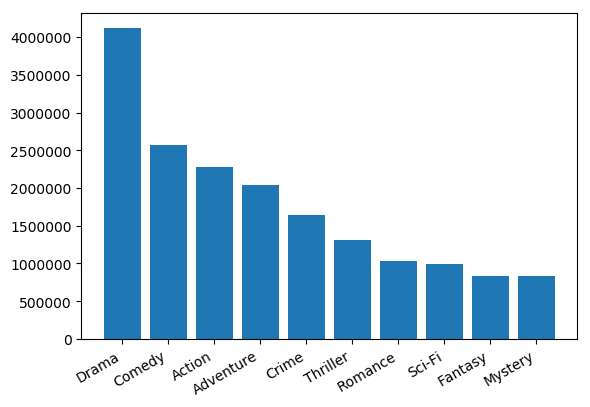 4000000
3500000
3000000
2500000
2000000
1500000
1000000
500000
0
Drama
Comedy
Action
Adventure
Crime
Thriller
Romance
Sci-Fi
Fantasy
Mystery